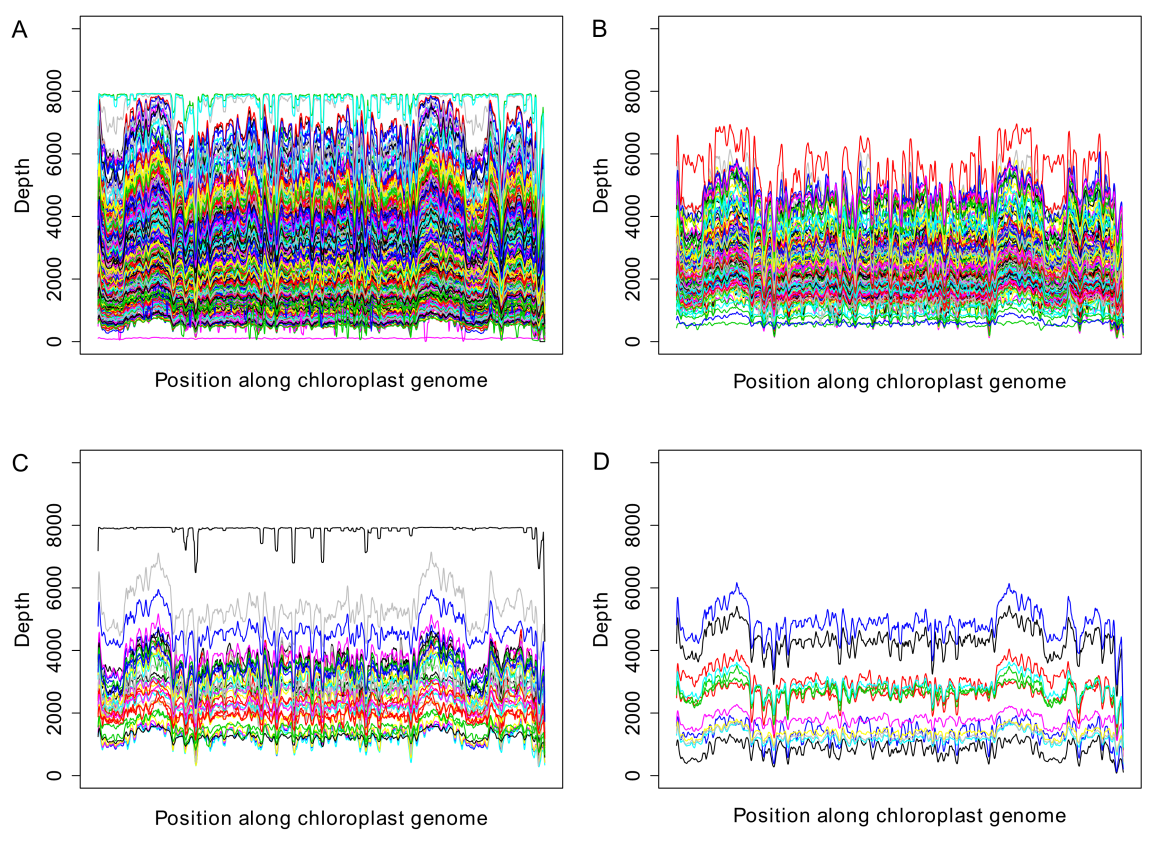 A
Depth
0 2000 4000 6000 8000
Position along chloroplast genome
B
Depth
0 2000 4000 6000 8000
Position along chloroplast genome
C
Depth
0 2000 4000 6000 8000
Position along chloroplast genome
D
Depth
0 2000 4000 6000 8000
Position along chloroplast genome